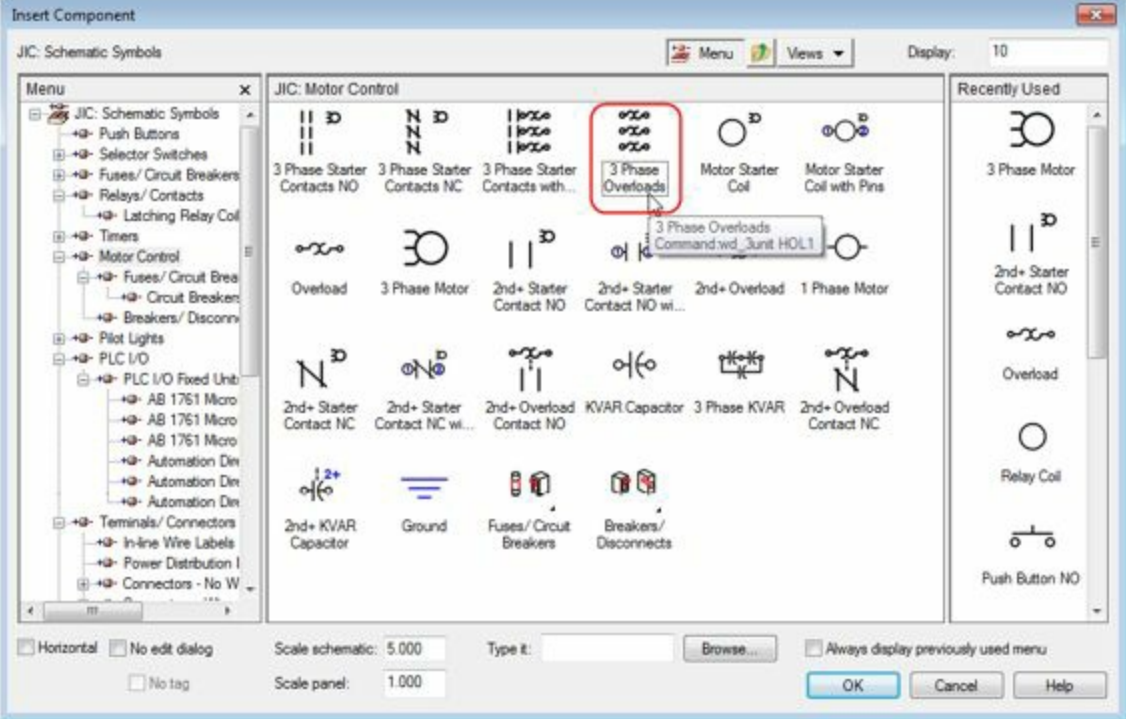 Insert Component
JIC: Schematic Symbols
Menu
Views
Display:
10
Menu
JIC: Schematic Symbols
Push Buttons
Selector Switches
Fuses/ Circuit Breakers
Relays/ Contacts
Latching Relay Coil
Timers
Motor Control
Fuses/ Circuit Brea
Circuit Breakers
Breakers/ Disconn
Pilot Lights
PLC I/O
PLC I/O Fixed Units
AB 1761 Micro
AB 1761 Micro
AB 1761 Micro
Automation Dire
Automation Dire
Automation Dire
Terminals/ Connectors
In-line Wire Labels
Power Distribution
Connectors - No W
JIC: Motor Control
3 Phase Starter
Contacts NO
3 Phase Starter
Contacts NC
3 Phase Starter
Contacts with...
3 Phase
Overloads
Motor Starter
Coil
Motor Starter
Coil with Pins
3 Phase Overloads
Command:wd_3unit HOL1
Overload
3 Phase Motor
2nd+ Starter
Contact NO
2nd+ Starter
Contact NO wi...
2nd+ Overload
1 Phase Motor
2nd+ Starter
Contact NC
2nd+ Starter
Contact NC wi...
2nd+ Overload
Contact NO
KVAR Capacitor
3 Phase KVAR
2nd+ Overload
Contact NC
2+
2nd+ KVAR
Capacitor
Ground
Fuses/ Circuit
Breakers
Breakers/
Disconnects
Recently Used
3 Phase Motor
2nd+ Starter
Contact NO
Overload
Relay Coil
Push Button NO
Horizontal
No edit dialog
No tag
Scale schematic:
5.000
Scale panel:
1.000
Type it:
Browse...
Always display previously used menu
OK
Cancel
Help